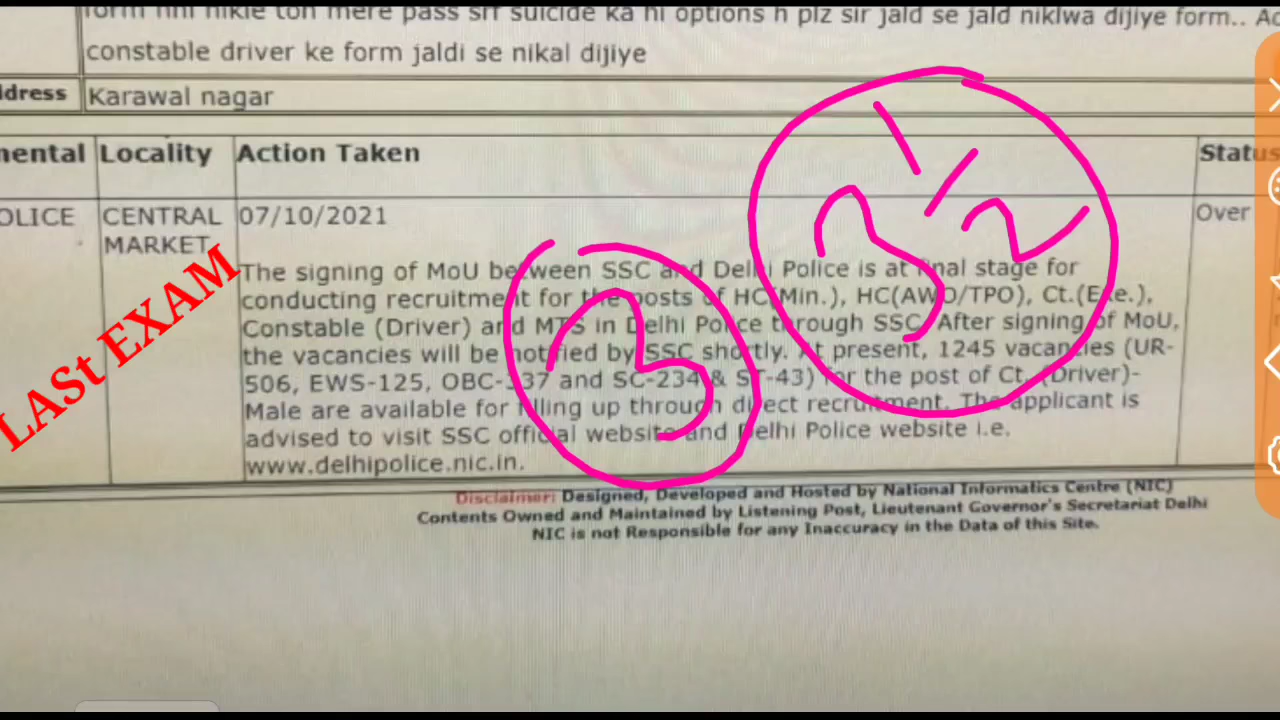 form nhi nikle toh mere pass srf suicide ka hi options h plz sir jald se jald niklwa dijiye form..
constable driver ke form jaldi se nikal dijiye
Karawal nagar
Locality Action Taken
CENTRAL 07/10/2021 Over
MARKET
The signing of MoU between SSC and Delhi Police is at final stage for
conducting recruitment for the posts of HC(Min.), HC(AWO/TPO), Ct.(Exe.),
Constable (Driver) and MTS in Delhi Police through SSC. After signing of MoU,
the vacancies will be notified by SSC shortly. At present, 1245 vacancies (UR-
506, EWS-125, OBC-337 and SC-234 & ST-43) for the post of Ct. (Driver)-
Male are available for filling up through direct recruitment. The applicant is
advised to visit SSC official website and Delhi Police website i.e.
www.delhipolice.nic.in.
LASt EXAM
3
Disclaimer: Designed, Developed and Hosted by National Informatics Centre (NIC)
Contents Owned and Maintained by Listening Post, Lieutenant Governor's Secretariat Delhi
NIC is not Responsible for any Inaccuracy in the Data of this Site.